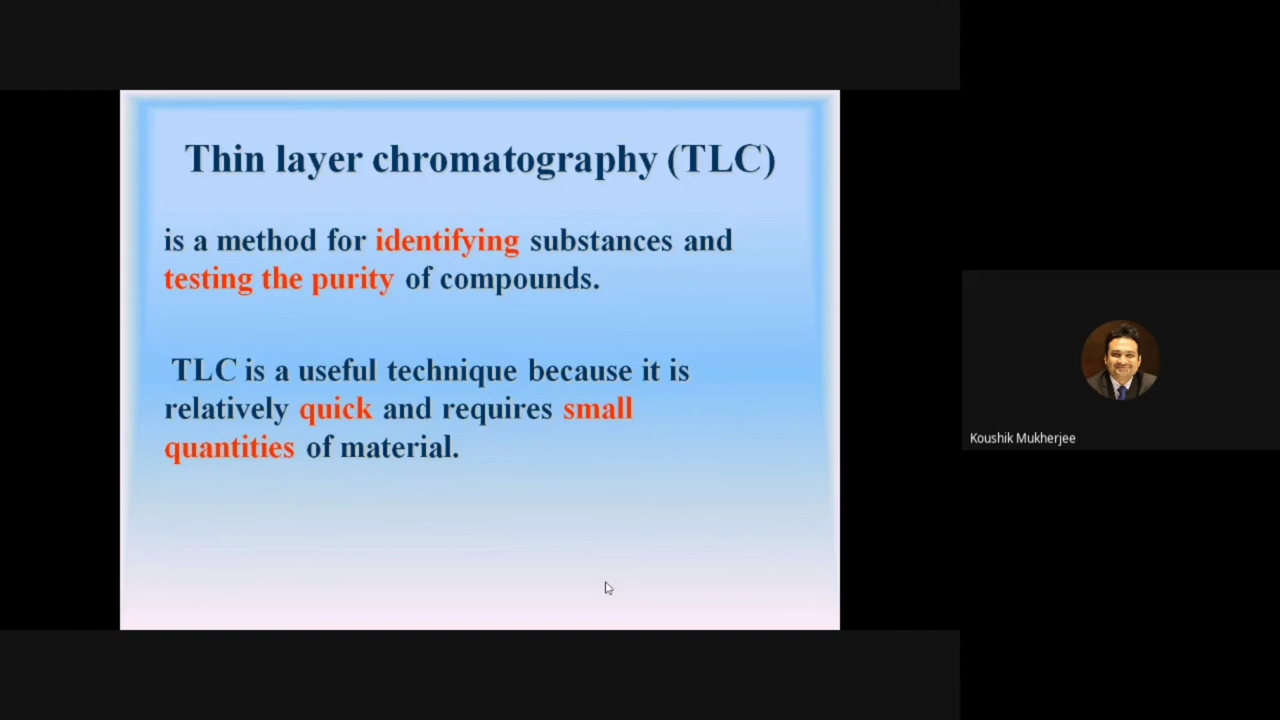 Thin layer chromatography (TLC)
is a method for identifying substances and
testing the purity of compounds.
TLC is a useful technique because it is
relatively quick and requires small
quantities of material.
Koushik Mukherjee